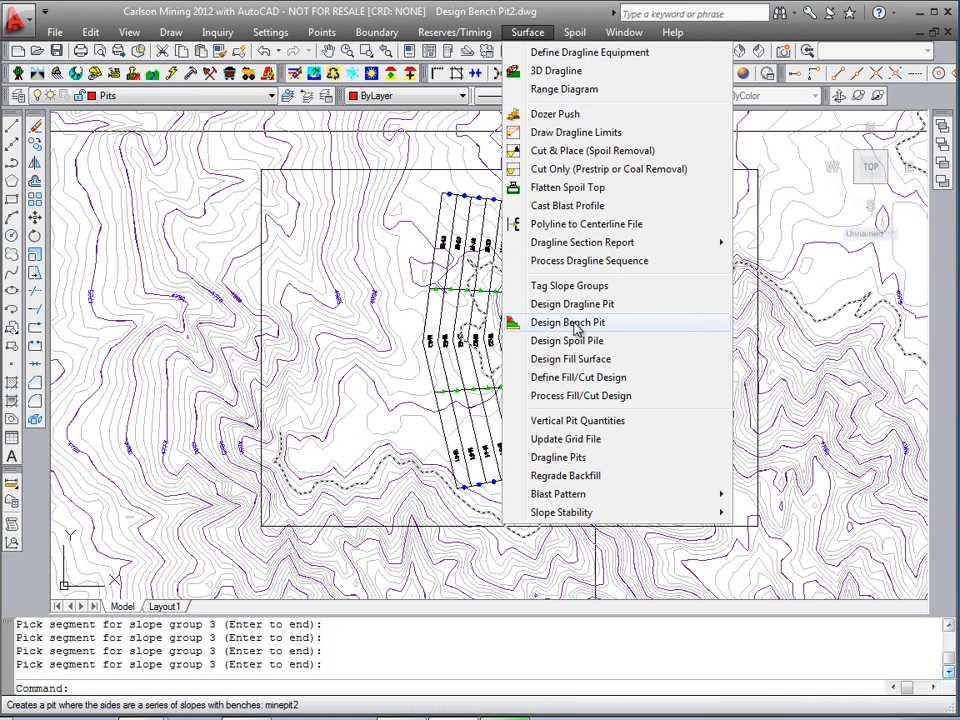 Carlson Mining 2012 with AutoCAD - NOT FOR RESALE [CRD: NONE] Design Bench Pit2.dwg
Type a keyword or phrase
File Edit View Draw Inquiry Settings Points Boundary Reserves/Timing Surface Spoil Window Help
Pits
ByLayer
yColor
Define Dragline Equipment
3D Dragline
Range Diagram
Dozer Push
Draw Dragline Limits
Cut & Place (Spoil Removal)
Cut Only (Prestrip or Coal Removal)
Flatten Spoil Top
Cast Blast Profile
Polyline to Centerline File
Dragline Section Report
Process Dragline Sequence
Tag Slope Groups
Design Dragline Pit
Design Bench Pit
Design Spoil Pile
Design Fill Surface
Define Fill/Cut Design
Process Fill/Cut Design
Vertical Pit Quantities
Update Grid File
Dragline Pits
Regrade Backfill
Blast Pattern
Slope Stability
W TOP E
S
Unnamed
Y
X
Model Layout1
Pick segment for slope group 3 (Enter to end):
Pick segment for slope group 3 (Enter to end):
Pick segment for slope group 3 (Enter to end):
Pick segment for slope group 3 (Enter to end):
Command:
Creates a pit where the sides are a series of slopes with benches: minepit2